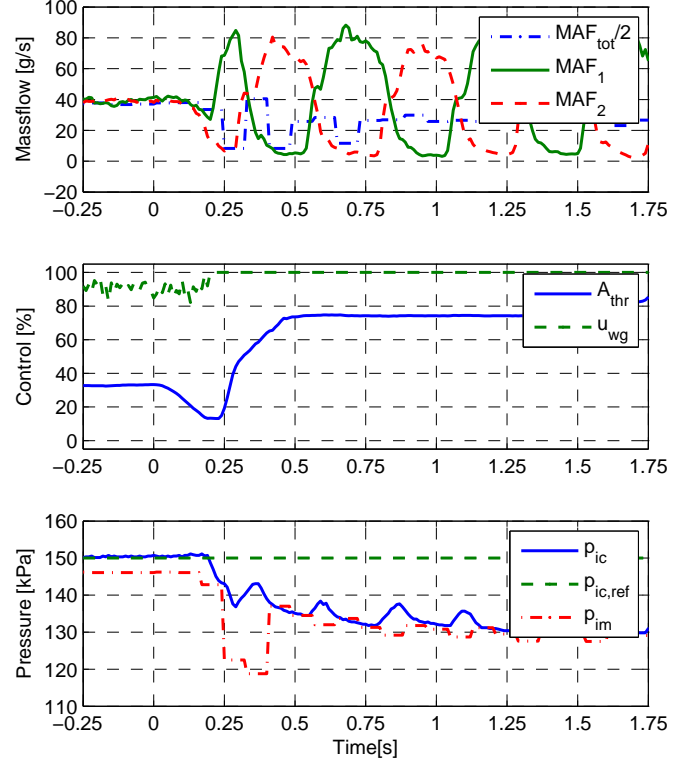 100
80
60
40
20
0
−20
Massflow [g/s]
MAF_tot/2
MAF_1
MAF_2
−0.25 0 0.25 0.5 0.75 1 1.25 1.5 1.75
100
80
60
40
20
0
Control [%]
A_thr
u_wg
−0.25 0 0.25 0.5 0.75 1 1.25 1.5 1.75
160
150
140
130
120
110
Pressure [kPa]
p_ic
p_ic,ref
p_im
−0.25 0 0.25 0.5 0.75 1 1.25 1.5 1.75
Time[s]